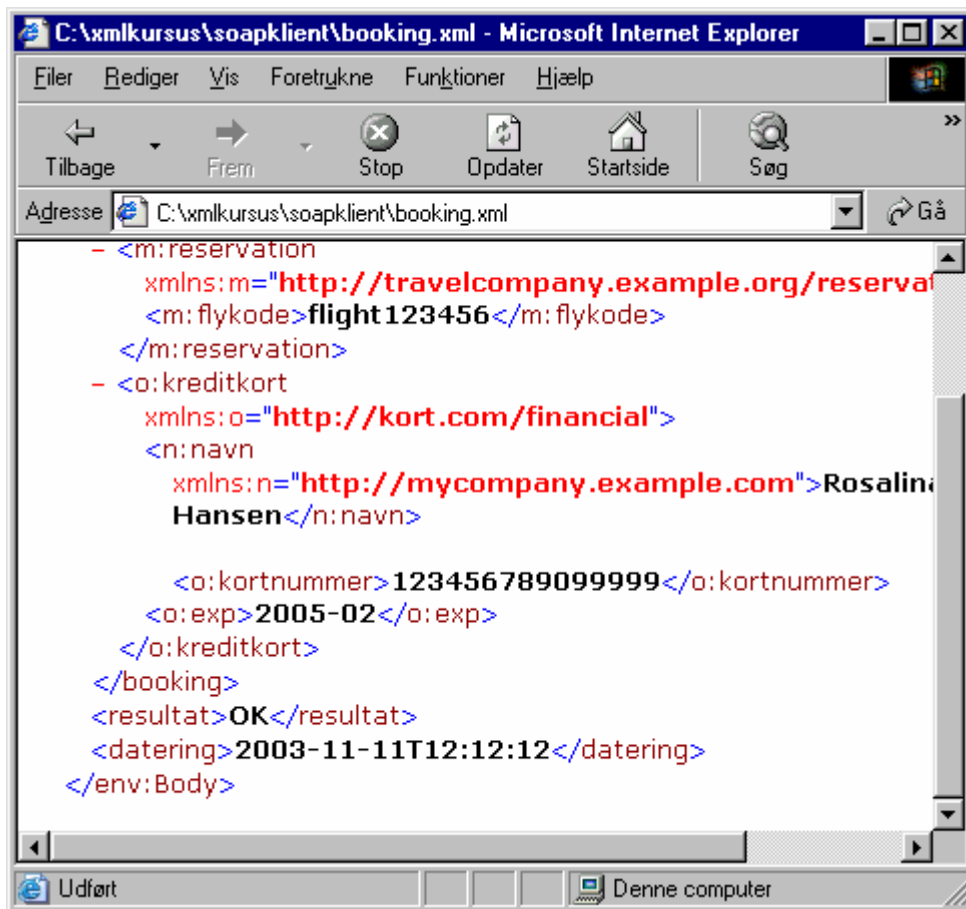 C:\xmlkursus\soapklient\booking.xml - Microsoft Internet Explorer
Filer Rediger Vis Foretrukne Funktioner Hjælp
Tilbage Frem Stop Opdater Startside Søg »
Adresse C:\xmlkursus\soapklient\booking.xml Gå
– <m:reservation
xmlns:m="http://travelcompany.example.org/reservat
<m:flykode>flight123456</m:flykode>
</m:reservation>
– <o:kreditkort
xmlns:o="http://kort.com/financial">
<n:navn
xmlns:n="http://mycompany.example.com">Rosalina
Hansen</n:navn>
<o:kortnummer>123456789099999</o:kortnummer>
<o:exp>2005-02</o:exp>
</o:kreditkort>
</booking>
<resultat>OK</resultat>
<datering>2003-11-11T12:12:12</datering>
</env:Body>
Udført Denne computer